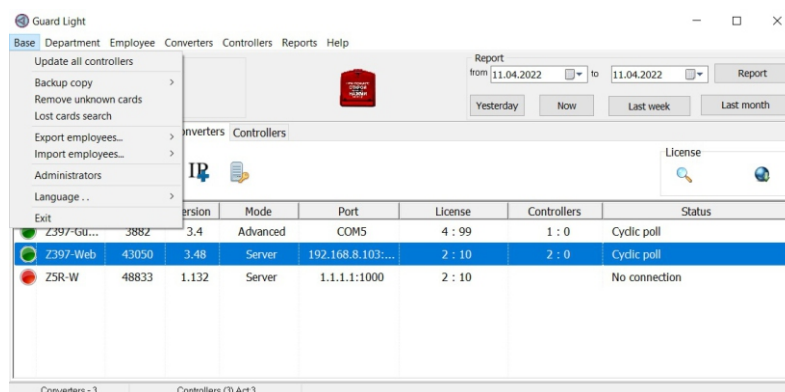 Guard Light
Base Department Employee Converters Controllers Reports Help
Update all controllers
Backup copy
Remove unknown cards
Lost cards search
Export employees...
Import employees...
Administrators
Language . .
Exit
Report
from 11.04.2022 to 11.04.2022 Report
Yesterday Now Last week Last month
onverters Controllers
IP
License
ersion Mode Port License Controllers Status
Z397-Gu... 3882 3.4 Advanced COM5 4 : 99 1 : 0 Cyclic poll
Z397-Web 43050 3.48 Server 192.168.8.103:... 2 : 10 2 : 0 Cyclic poll
Z5R-W 48833 1.132 Server 1.1.1.1:1000 2 : 10 No connection
Converters - 3 Controllers (3) Act 3